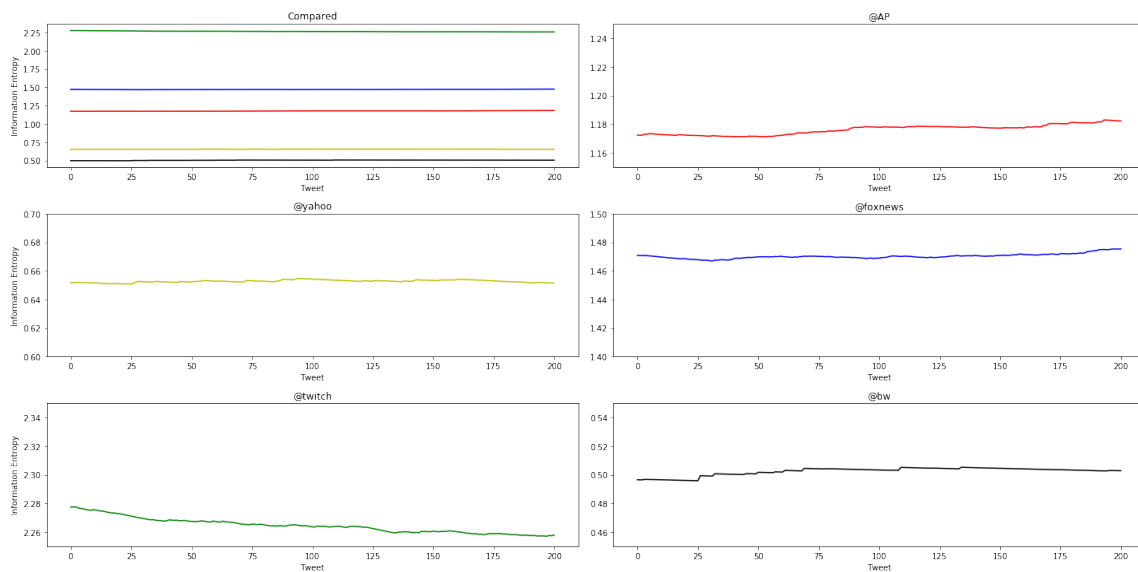 Compared
2.25
2.00
1.75
1.50
1.25
1.00
0.75
0.50
Information Entropy
0 25 50 75 100 125 150 175 200
Tweet
@AP
1.24
1.22
1.20
1.18
1.16
0 25 50 75 100 125 150 175 200
Tweet
@yahoo
0.70
0.68
0.66
0.64
0.62
0.60
Information Entropy
0 25 50 75 100 125 150 175 200
Tweet
@foxnews
1.50
1.48
1.46
1.44
1.42
1.40
0 25 50 75 100 125 150 175 200
Tweet
@twitch
2.34
2.32
2.30
2.28
2.26
Information Entropy
0 25 50 75 100 125 150 175 200
Tweet
@bw
0.54
0.52
0.50
0.48
0.46
0 25 50 75 100 125 150 175 200
Tweet